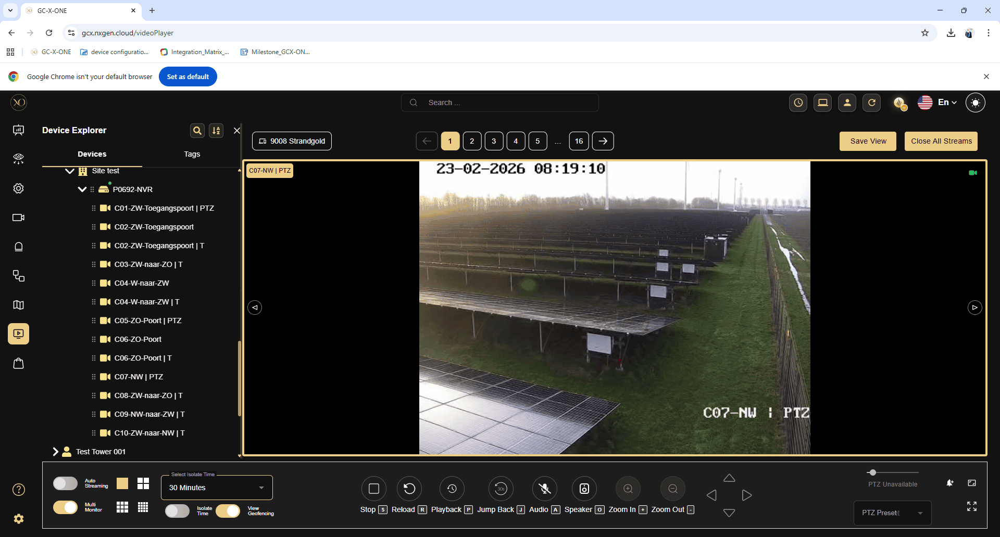 GC-X-ONE
gcx.nxgen.cloud/videoPlayer
GC-X-ONE
device configuratio...
Integration_Matrix_...
Milestone_GCX-ON...
Google Chrome isn't your default browser
Set as default
XO
Search ...
En
Device Explorer
9008 Strandgold
1
2
3
4
5
...
16
Save View
Close All Streams
Devices
Tags
Site test
P0692-NVR
C01-ZW-Toegangspoort | PTZ
C02-ZW-Toegangspoort
C02-ZW-Toegangspoort | T
C03-ZW-naar-ZO | T
C04-W-naar-ZW
C04-W-naar-ZW | T
C05-ZO-Poort | PTZ
C06-ZO-Poort
C06-ZO-Poort | T
C07-NW | PTZ
C08-ZW-naar-ZO | T
C09-NW-naar-ZW | T
C10-ZW-naar-NW | T
Test Tower 001
C07-NW | PTZ
23-02-2026 08:19:10
C07-NW | PTZ
Auto
Streaming
Multi
Monitor
Select Isolate Time
30 Minutes
Isolate
Time
View
Geofencing
30s
Stop S
Reload R
Playback P
Jump Back J
Audio A
Speaker O
Zoom In +
Zoom Out -
PTZ Unavailable
PTZ Preset